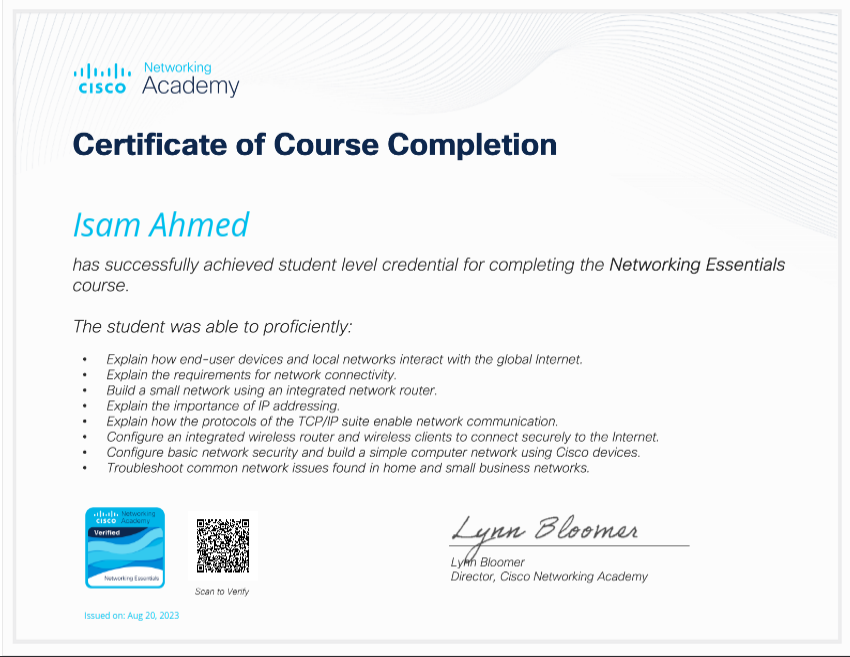 Networking
CISCO Academy
Certificate of Course Completion
Isam Ahmed
has successfully achieved student level credential for completing the Networking Essentials
course.
The student was able to proficiently:
• Explain how end-user devices and local networks interact with the global Internet.
• Explain the requirements for network connectivity.
• Build a small network using an integrated network router.
• Explain the importance of IP addressing.
• Explain how the protocols of the TCP/IP suite enable network communication.
• Configure an integrated wireless router and wireless clients to connect securely to the Internet.
• Configure basic network security and build a simple computer network using Cisco devices.
• Troubleshoot common network issues found in home and small business networks.
Networking
CISCO Academy
Verified
Networking Essentials
Scan to Verify
Lynn Bloomer
Lynn Bloomer
Director, Cisco Networking Academy
Issued on: Aug 20, 2023